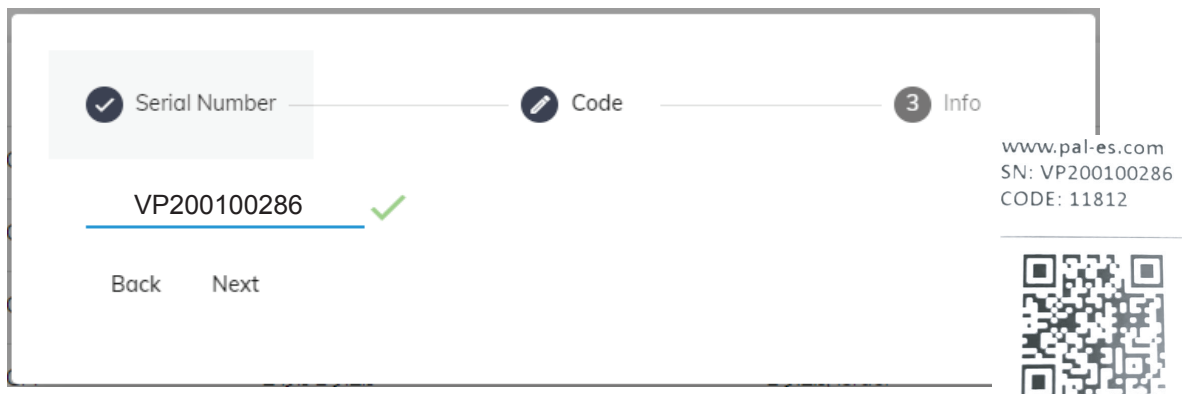 Serial Number
Code
3 Info
VP200100286
Back Next
www.pal-es.com
SN: VP200100286
CODE: 11812